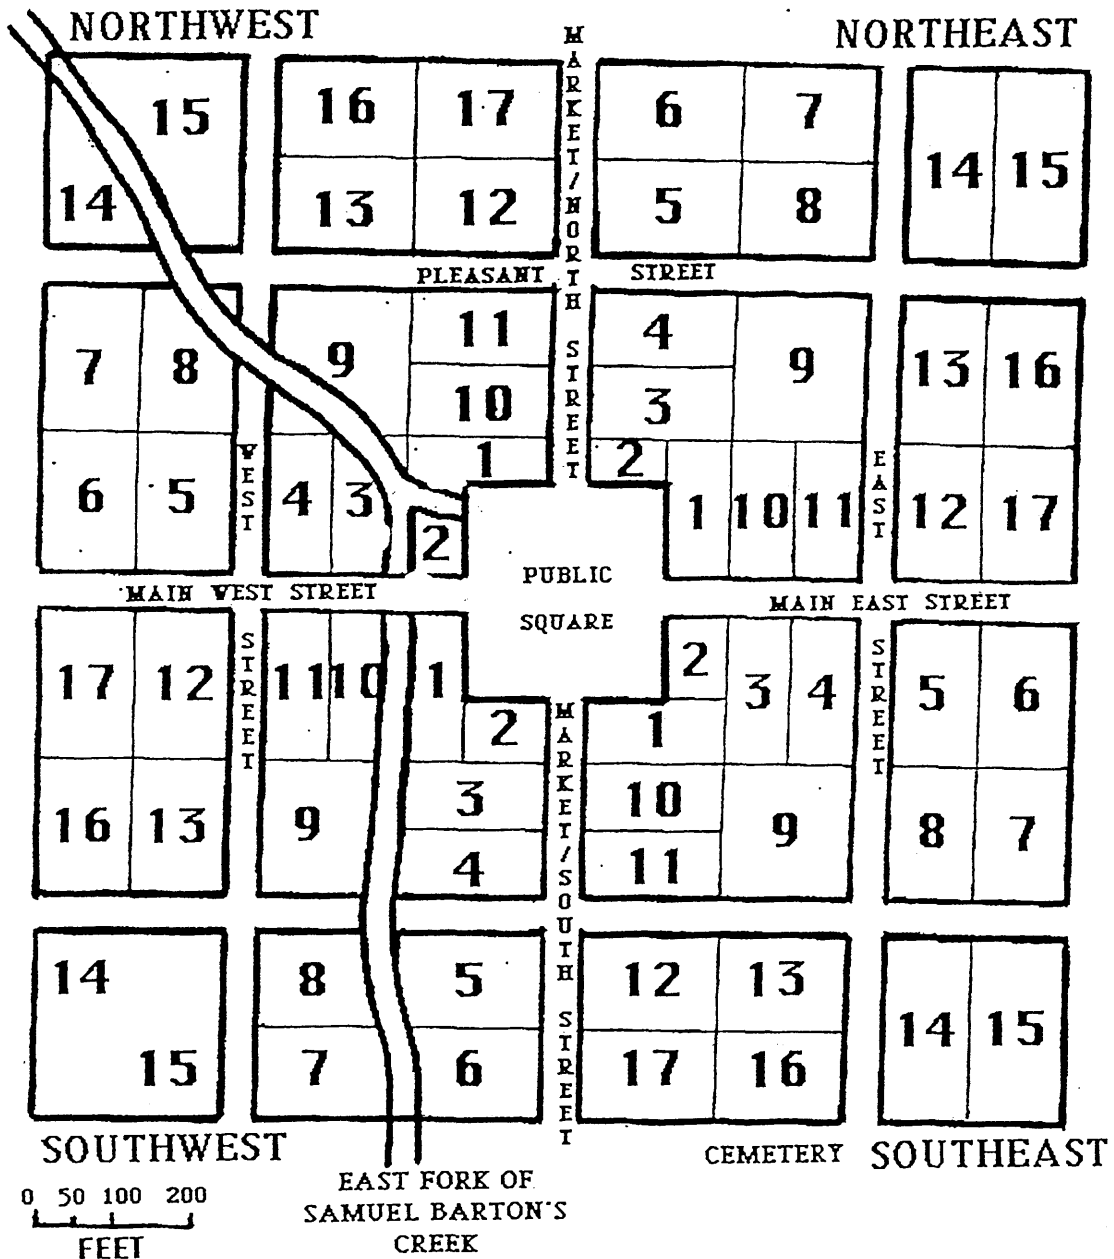 NORTHWEST
NORTHEAST
15
14
16 17
13 12
6 7
5 8
14 15
MARKET/NORTH STREET
PLEASANT STREET
7 8
6 5
9
11
10
1
4 3
2
4
3
2
9
1 10 11
13 16
12 17
WEST STREET
EAST STREET
PUBLIC
SQUARE
MAIN WEST STREET
MAIN EAST STREET
17 12
16 13
11 10 1
2
9
3
4
2
1
3 4
10
11
9
5 6
8 7
MARKET/SOUTH STREET
14
15
8 5
7 6
12 13
17 16
14 15
SOUTHWEST
CEMETERY
SOUTHEAST
0 50 100 200
FEET
EAST FORK OF
SAMUEL BARTON'S
CREEK